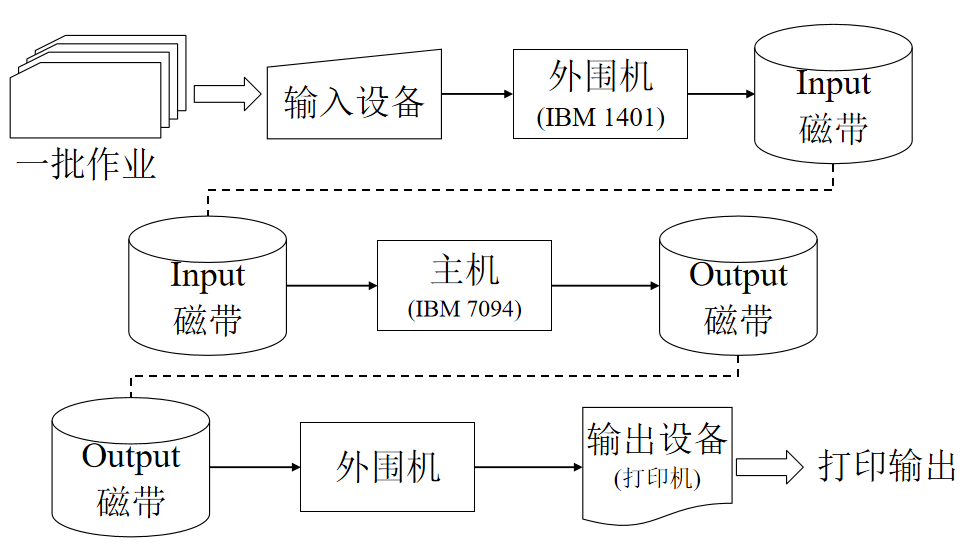 一批作业
输入设备
外围机
(IBM 1401)
Input
磁带
Input
磁带
主机
(IBM 7094)
Output
磁带
Output
磁带
外围机
输出设备
(打印机)
打印输出